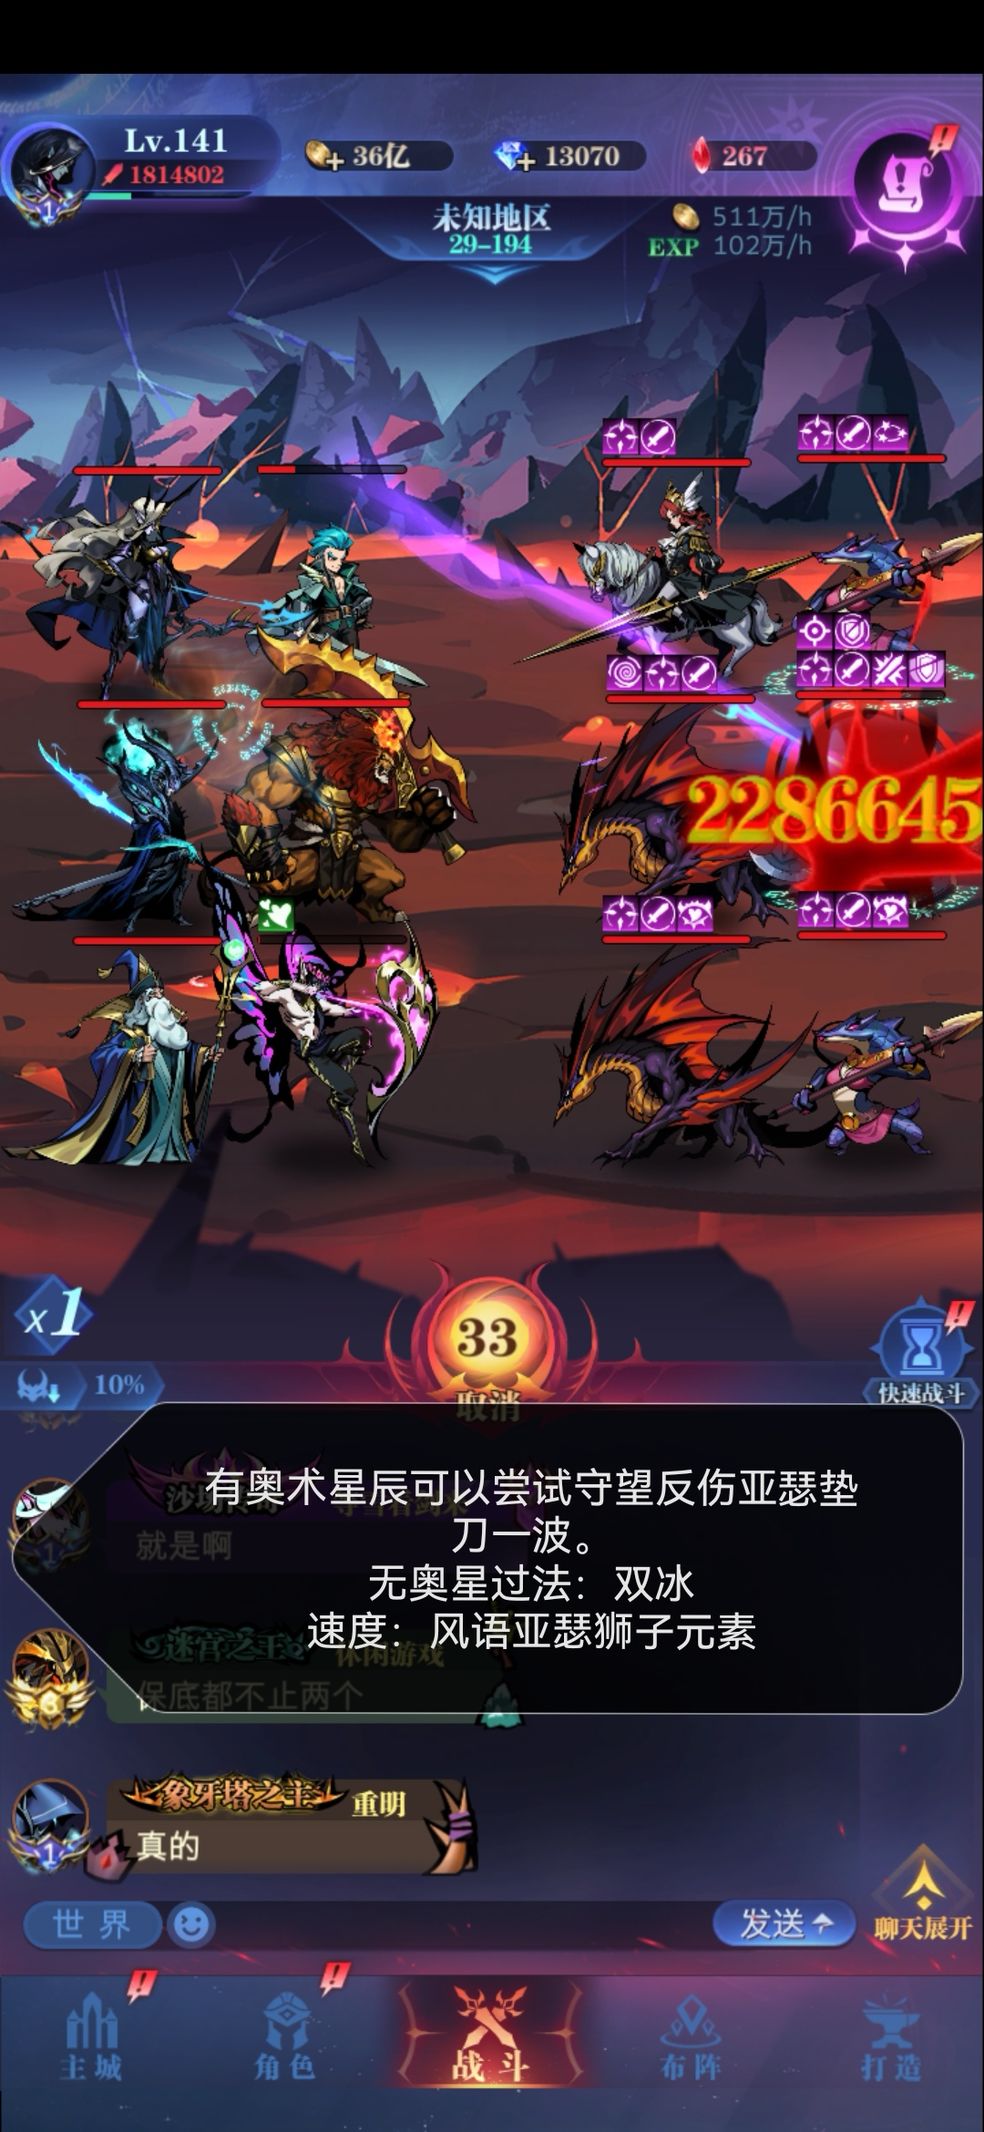 Lv.141
1814802
1
36亿
13070
267
未知地区
29-194
511万/h
EXP 102万/h
2286645
x1
33
取消
10%
快速战斗
有奥术星辰可以尝试守望反伤亚瑟垫
刀一波。
无奥星过法：双冰
速度：风语亚瑟狮子元素
就是啊
迷宫之王 休闲游戏
保底都不止两个
象牙塔之主 重明
真的
1
世界
发送
聊天展开
主城
角色
战斗
布阵
打造